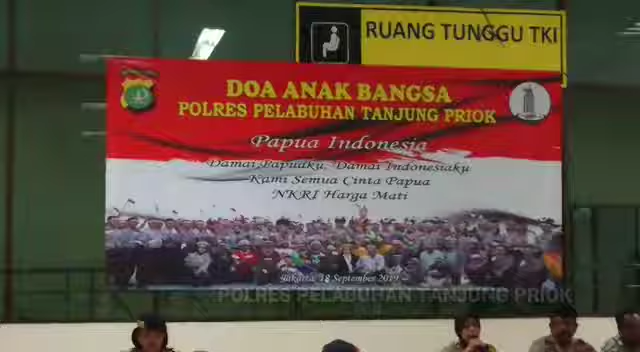 RUANG TUNGGU TKI
DOA ANAK BANGSA
POLRES PELABUHAN TANJUNG PRIOK
Papua Indonesia
Damai Papuaku, Damai Indonesiaku
Kami Semua Cinta Papua
NKRI Harga Mati
Jakarta, 18 September 2019
POLRES PELABUHAN TANJUNG PRIOK